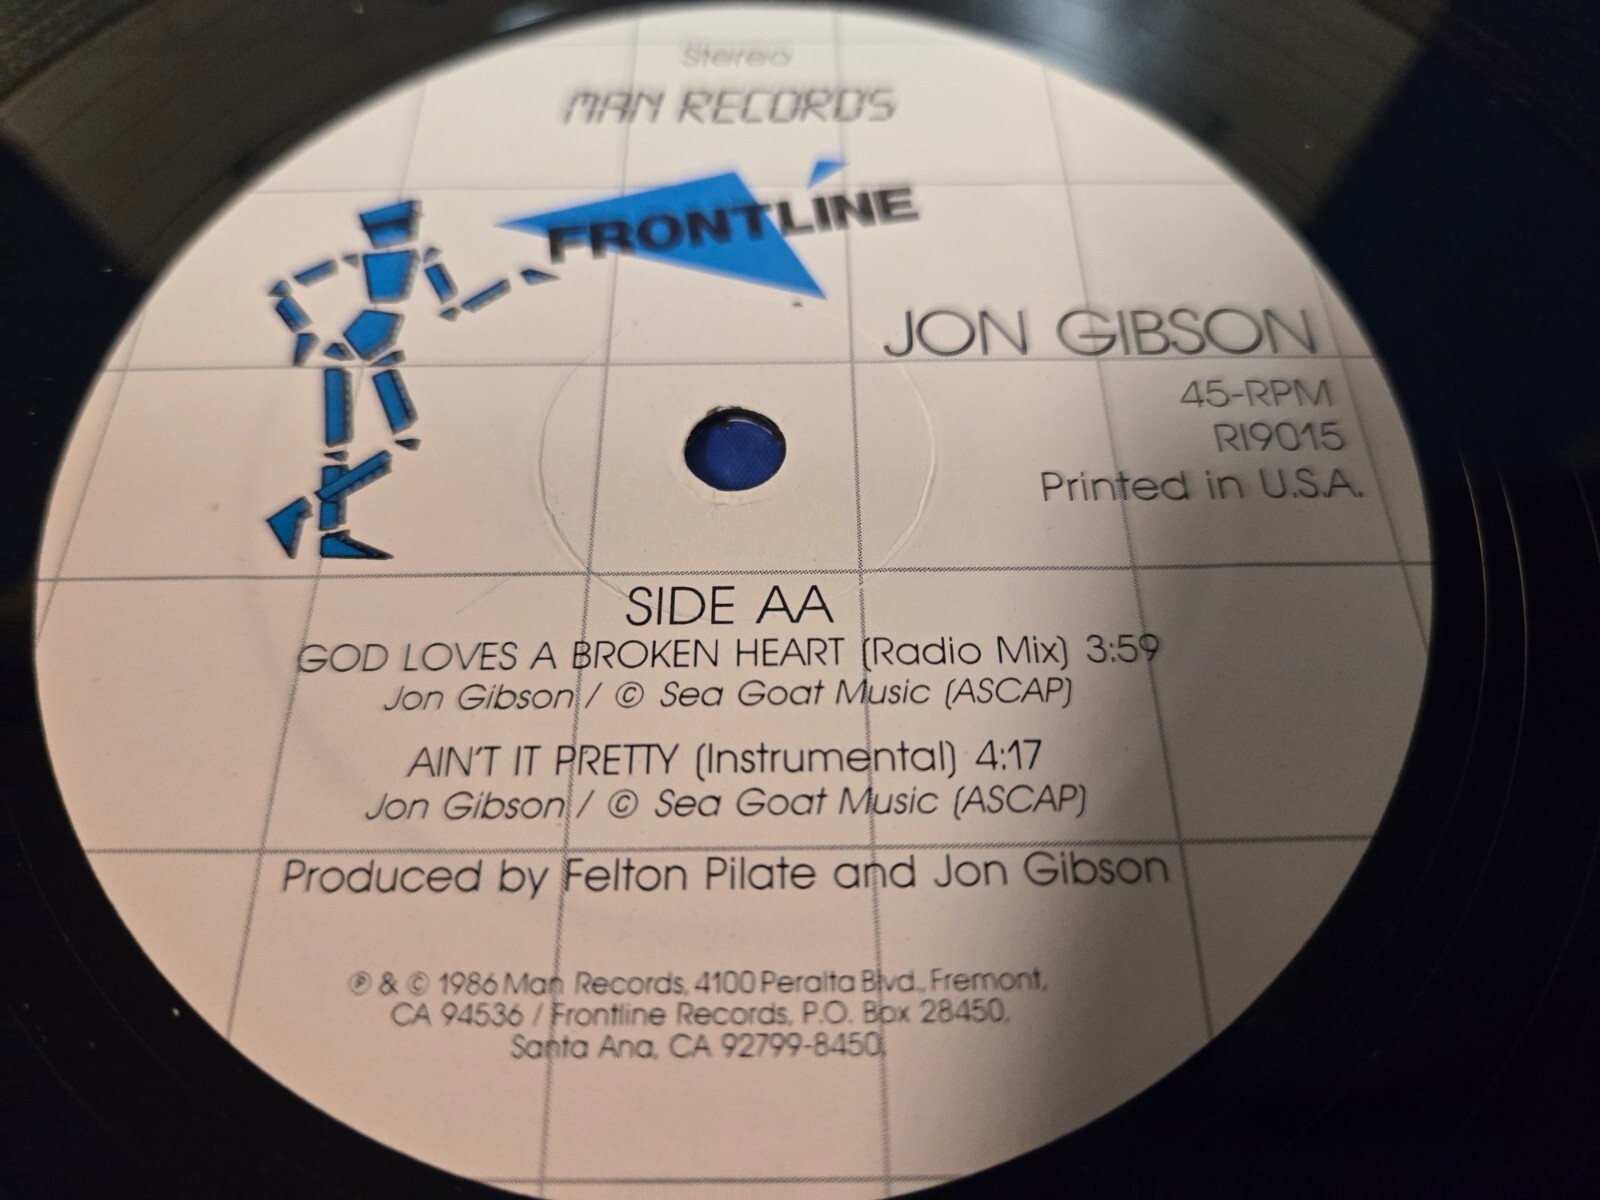 Stereo
MAN RECORDS
FRONTLINE
JON GIBSON
45-RPM
RI9015
Printed in U.S.A.
SIDE AA
GOD LOVES A BROKEN HEART (Radio Mix) 3:59
Jon Gibson / © Sea Goat Music (ASCAP)
AIN'T IT PRETTY (Instrumental) 4:17
Jon Gibson / © Sea Goat Music (ASCAP)
Produced by Felton Pilate and Jon Gibson
℗ & © 1986 Man Records, 4100 Peralta Blvd., Fremont,
CA 94536 / Frontline Records, P.O. Box 28450,
Santa Ana, CA 92799-8450.